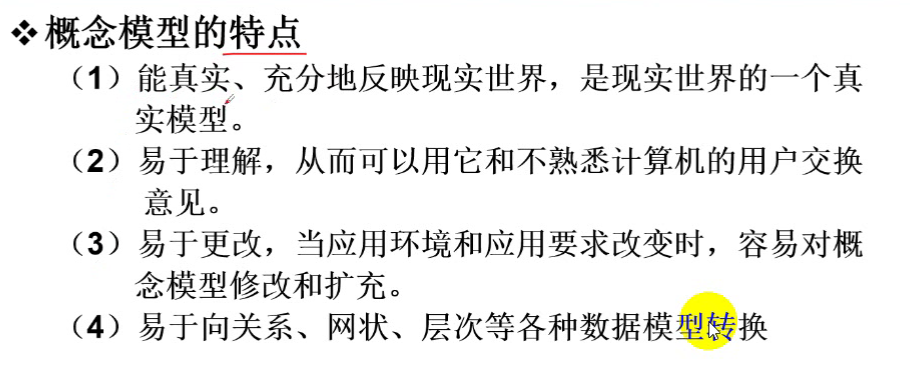 ❖概念模型的特点
（1）能真实、充分地反映现实世界，是现实世界的一个真
实模型。
（2）易于理解，从而可以用它和不熟悉计算机的用户交换
意见。
（3）易于更改，当应用环境和应用要求改变时，容易对概
念模型修改和扩充。
（4）易于向关系、网状、层次等各种数据模型转换